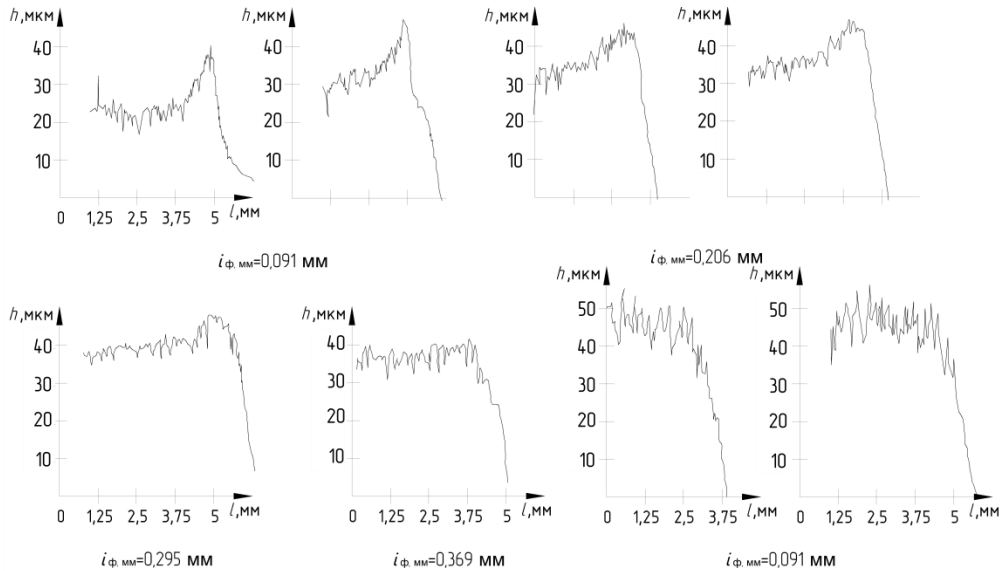 h,мкм h,мкм h,мкм h,мкм
40 40 40 40
30 30 30 30
20 20 20 20
10 10 10 10
0 1,25 2,5 3,75 5 l,мм
iф. мм=0,091 мм iф. мм=0,206 мм
h,мкм h,мкм
h,мкм h,мкм 50 50
40 40 40 40
30 30 30 30
20 20 20 20
10 10 10 10
0 1,25 2,5 3,75 5 l,мм 0 1,25 2,5 3,75 5 l,мм 0 1,25 2,5 3,75 l,мм 0 1,25 2,5 3,75 5 l,мм
iф. мм=0,295 мм iф. мм=0,369 мм iф. мм=0,091 мм